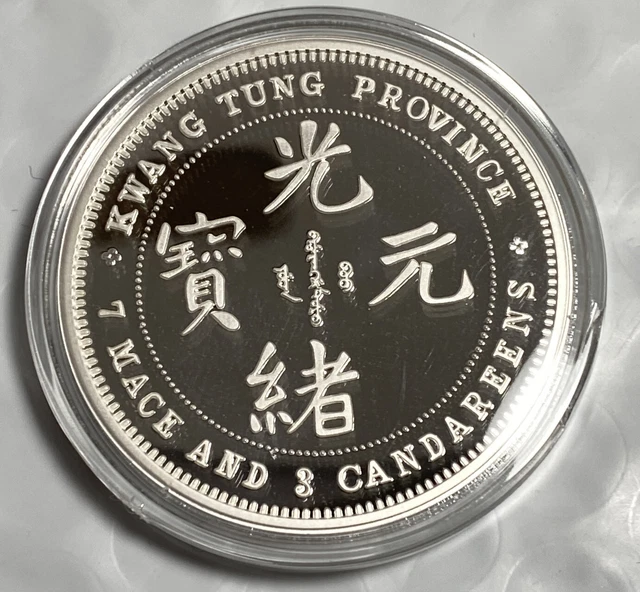 KWANG TUNG PROVINCE
光緒元寶
7 MACE AND 3 CANDAREENS